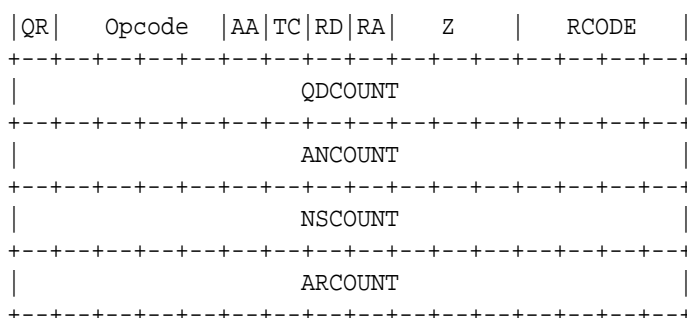 |QR|   Opcode  |AA|TC|RD|RA|   Z    |   RCODE   |
+--+--+--+--+--+--+--+--+--+--+--+--+--+--+--+--+
|                    QDCOUNT                    |
+--+--+--+--+--+--+--+--+--+--+--+--+--+--+--+--+
|                    ANCOUNT                    |
+--+--+--+--+--+--+--+--+--+--+--+--+--+--+--+--+
|                    NSCOUNT                    |
+--+--+--+--+--+--+--+--+--+--+--+--+--+--+--+--+
|                    ARCOUNT                    |
+--+--+--+--+--+--+--+--+--+--+--+--+--+--+--+--+